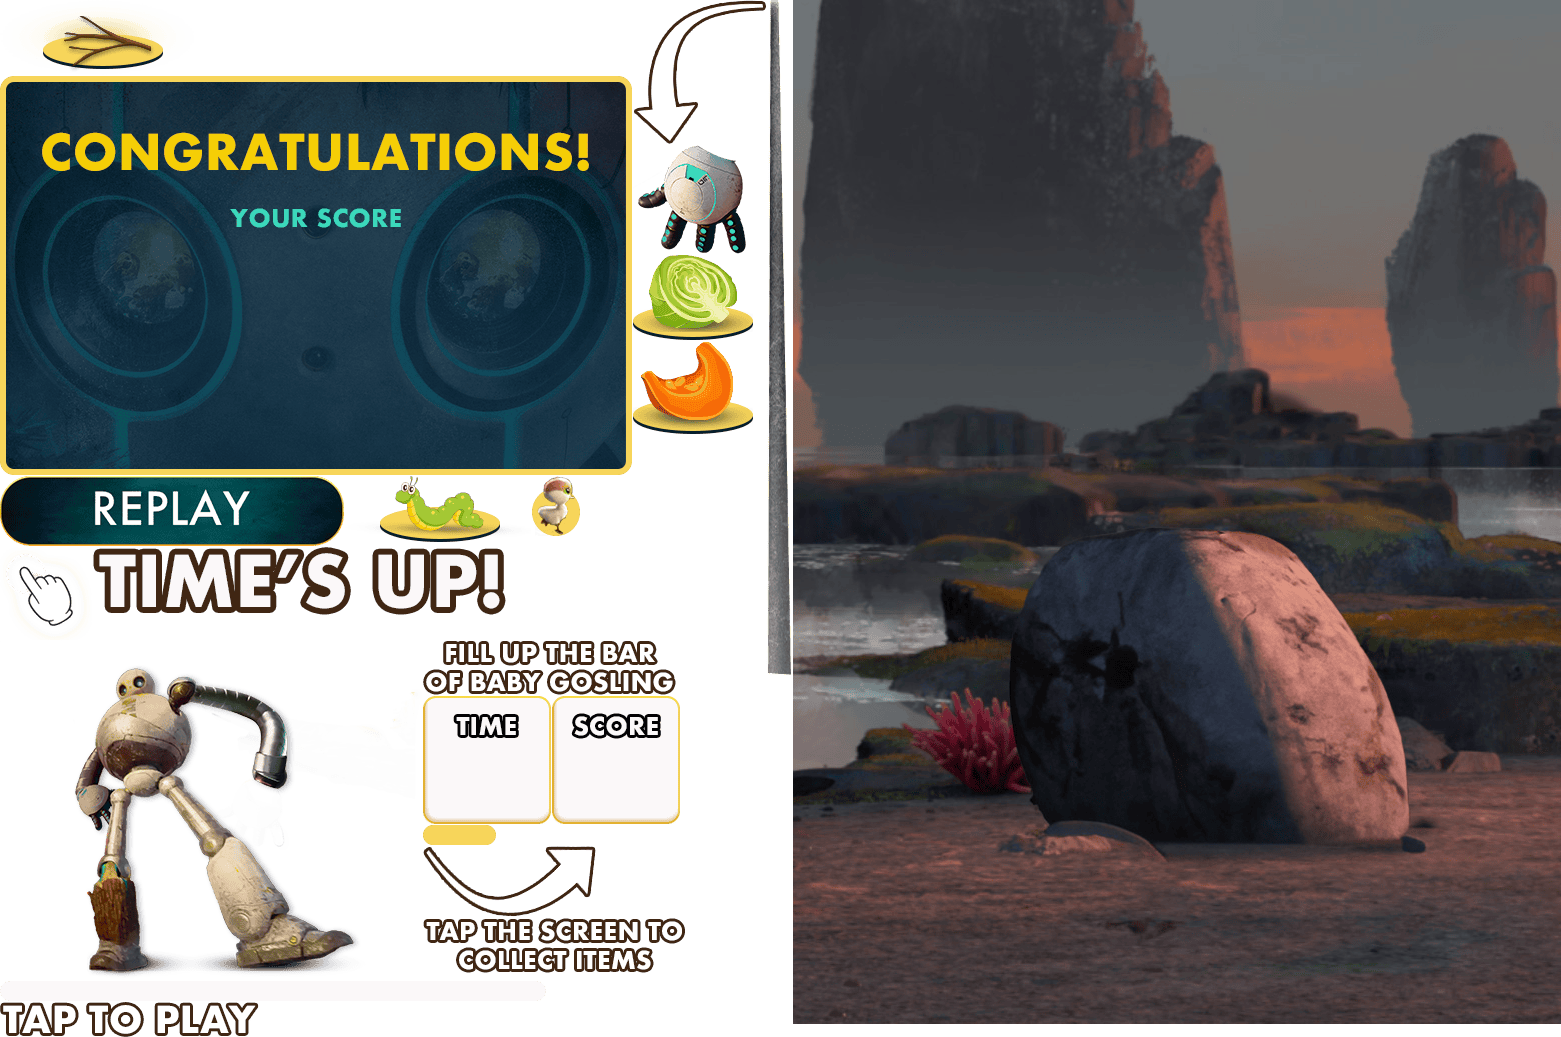 CONGRATULATIONS!
YOUR SCORE
REPLAY
TIME'S UP!
FILL UP THE BAR
OF BABY GOSLING
TIME
SCORE
TAP THE SCREEN TO
COLLECT ITEMS
TAP TO PLAY